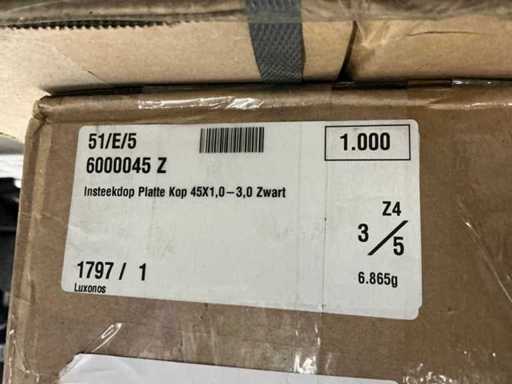 51/E/5
1.000
6000045 Z
Insteekdop Platte Kop 45X1,0-3,0 Zwart
Z4
3/5
1797 / 1
6.865g
Luxonos